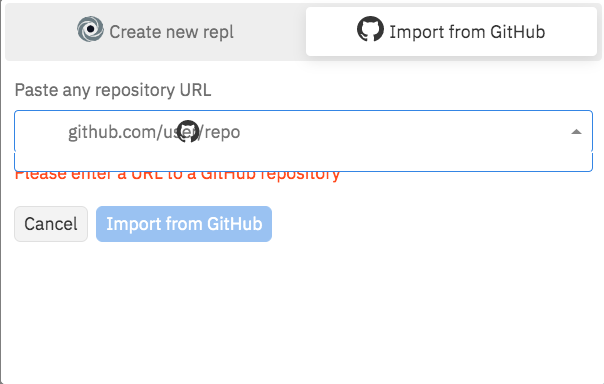 Create new repl
Import from GitHub
Paste any repository URL
github.com/user/repo
Please enter a URL to a GitHub repository
Cancel
Import from GitHub